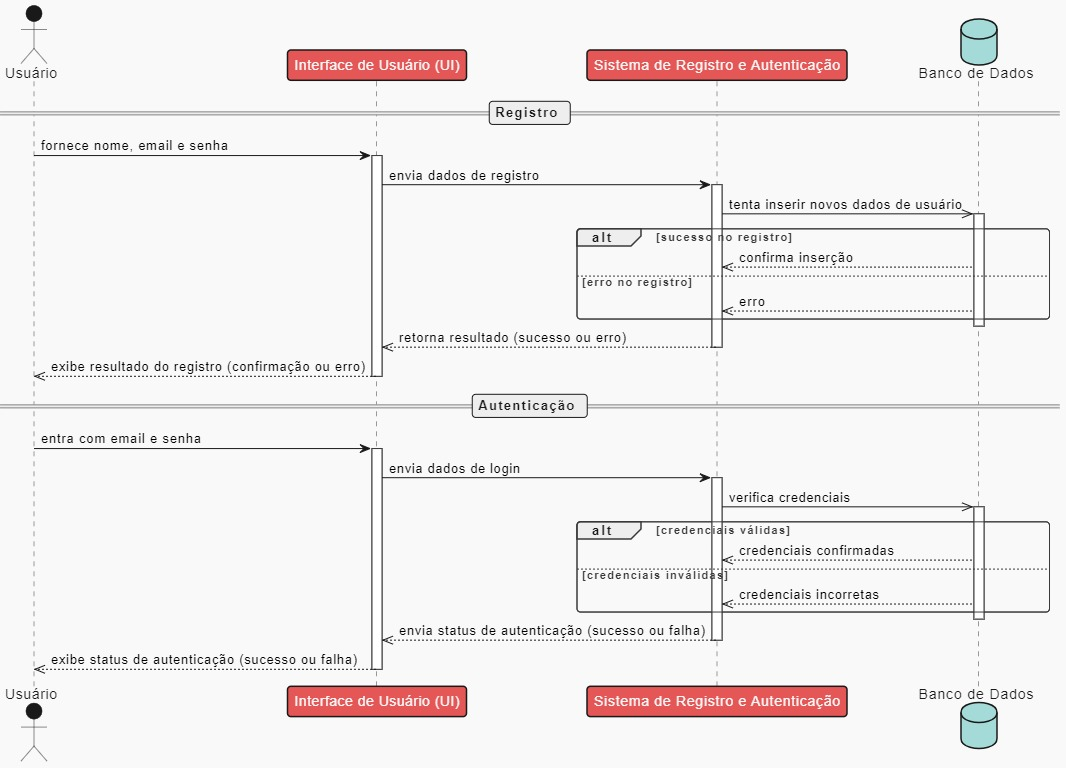 Usuário
Interface de Usuário (UI)
Sistema de Registro e Autenticação
Banco de Dados
Registro
fornece nome, email e senha
envia dados de registro
tenta inserir novos dados de usuário
alt
[sucesso no registro]
confirma inserção
[erro no registro]
erro
retorna resultado (sucesso ou erro)
exibe resultado do registro (confirmação ou erro)
Autenticação
entra com email e senha
envia dados de login
verifica credenciais
alt
[credenciais válidas]
credenciais confirmadas
[credenciais inválidas]
credenciais incorretas
envia status de autenticação (sucesso ou falha)
exibe status de autenticação (sucesso ou falha)
Usuário
Interface de Usuário (UI)
Sistema de Registro e Autenticação
Banco de Dados